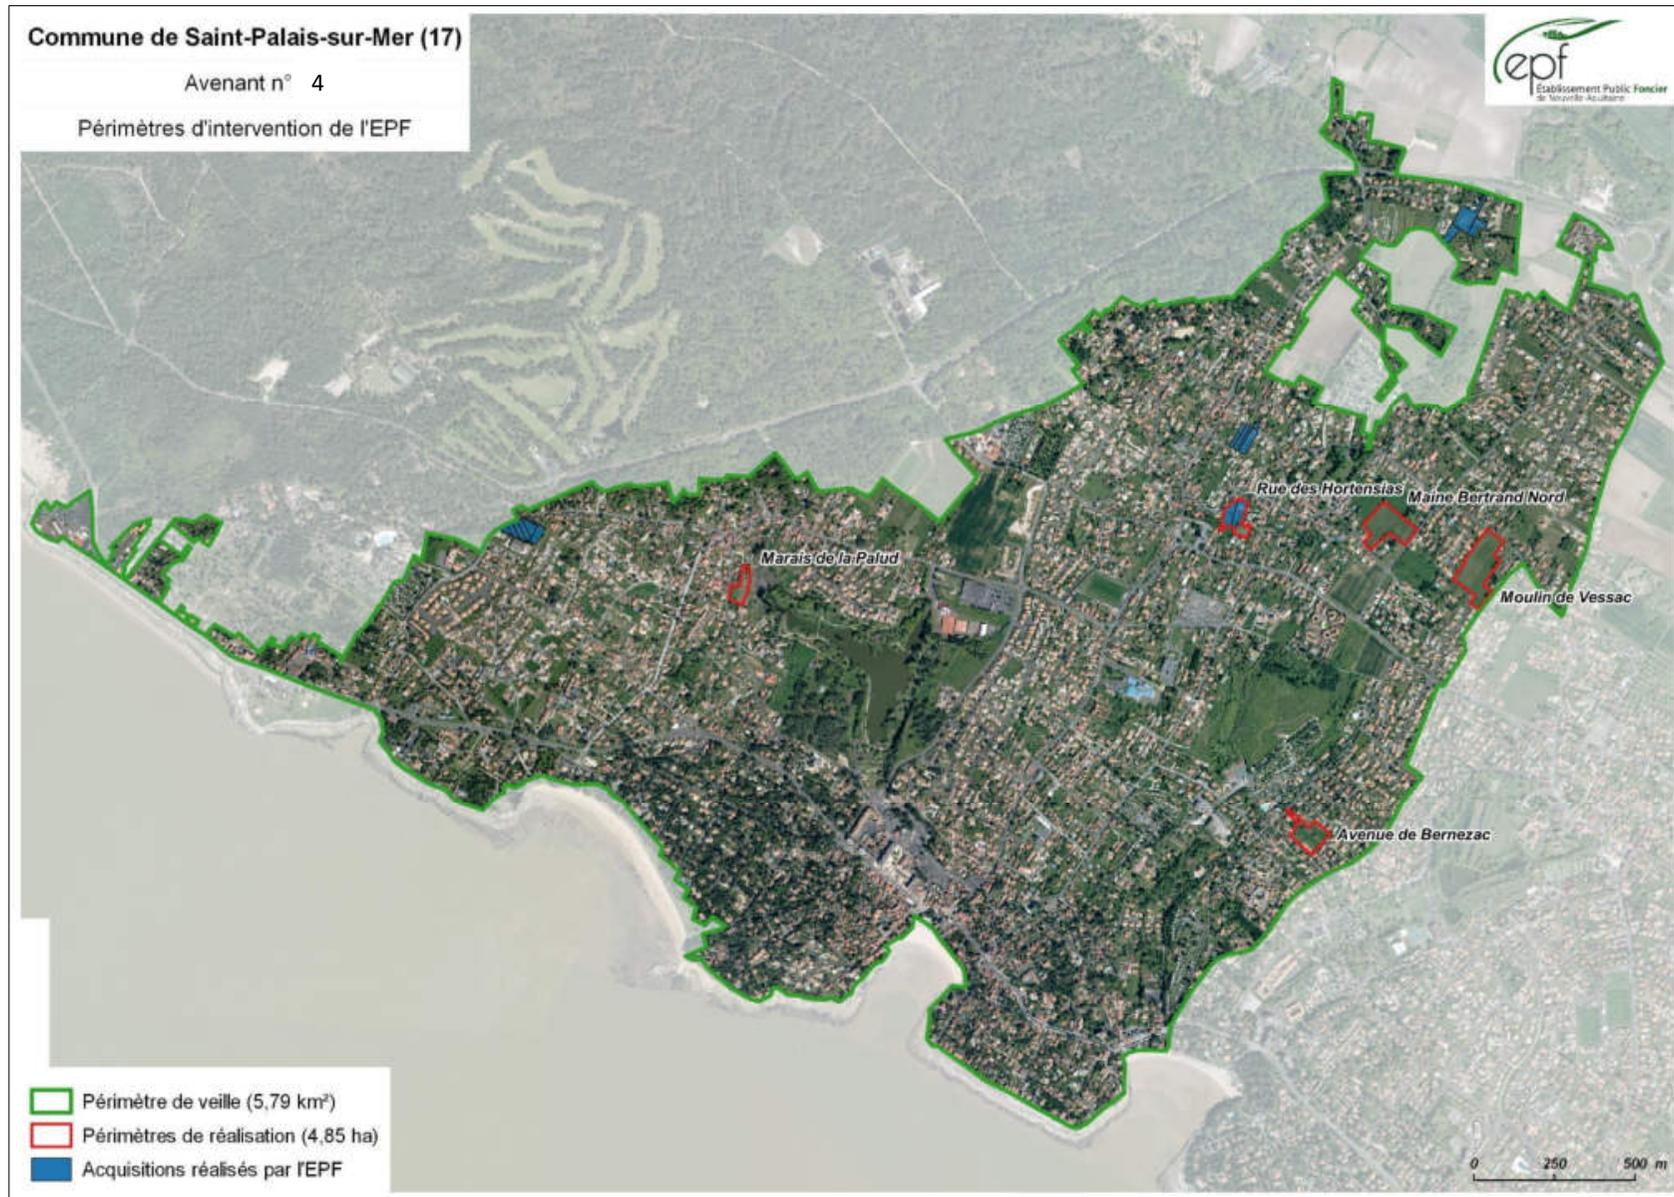 Commune de Saint-Palais-sur-Mer (17)
Avenant n° 4
Périmètres d'intervention de l'EPF
epf
Établissement Public Foncier
de Nouvelle-Aquitaine
Rue des Hortensias
Maine Bertrand Nord
Marais de la Palud
Moulin de Vessac
Avenue de Bernezac
Périmètre de veille (5,79 km²)
Périmètres de réalisation (4,85 ha)
Acquisitions réalisés par l'EPF
0 250 500 m